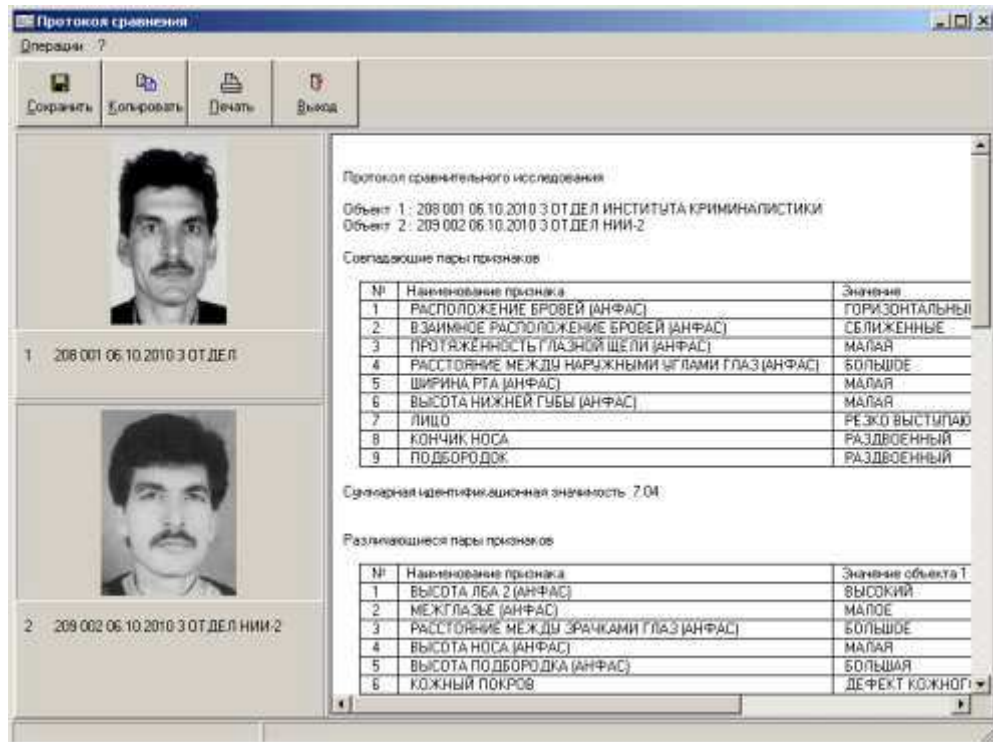 Протокол сравнения
Операции ?
Сохранить Копировать Печать Выход
1 208 001 06.10.2010 3 ОТДЕЛ
2 209 002 06.10.2010 3 ОТДЕЛ НИИ-2
Протокол сравнительного исследования
Объект 1 : 208 001 06.10.2010 3 ОТДЕЛ ИНСТИТУТА КРИМИНАЛИСТИКИ
Объект 2 : 209 002 06.10.2010 3 ОТДЕЛ НИИ-2
Совпадающие пары признаков
№ Наименование признака Значение
1 РАСПОЛОЖЕНИЕ БРОВЕЙ (АНФАС) ГОРИЗОНТАЛЬНЫ
2 ВЗАИМНОЕ РАСПОЛОЖЕНИЕ БРОВЕЙ (АНФАС) СБЛИЖЕННЫЕ
3 ПРОТЯЖЕННОСТЬ ГЛАЗНОЙ ЩЕЛИ (АНФАС) МАЛАЯ
4 РАССТОЯНИЕ МЕЖДУ НАРУЖНЫМИ УГЛАМИ ГЛАЗ (АНФАС) БОЛЬШОЕ
5 ШИРИНА РТА (АНФАС) МАЛАЯ
6 ВЫСОТА НИЖНЕЙ ГУБЫ (АНФАС) МАЛАЯ
7 ЛИЦО РЕЗКО ВЫСТУПАЮ
8 КОНЧИК НОСА РАЗДВОЕННЫЙ
9 ПОДБОРОДОК РАЗДВОЕННЫЙ
Суммарная идентификационная значимость 7.04
Различающиеся пары признаков
№ Наименование признака Значение объекта 1
1 ВЫСОТА ЛБА 2 (АНФАС) ВЫСОКИЙ
2 МЕЖГЛАЗЬЕ (АНФАС) МАЛОЕ
3 РАССТОЯНИЕ МЕЖДУ ЗРАЧКАМИ ГЛАЗ (АНФАС) БОЛЬШОЕ
4 ВЫСОТА НОСА (АНФАС) МАЛАЯ
5 ВЫСОТА ПОДБОРОДКА (АНФАС) БОЛЬШАЯ
6 КОЖНЫЙ ПОКРОВ ДЕФЕКТ КОЖНОГ